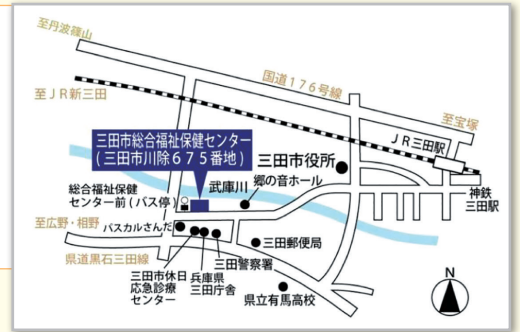 至丹波篠山
国道176号線
至JR新三田
至宝塚
JR三田駅
三田市総合福祉保健センター
(三田市川除675番地)
三田市役所
武庫川
郷の音ホール
神鉄
三田駅
総合福祉保健
センター前(バス停)
至広野・相野
パスカルさんだ
三田郵便局
三田警察署
県道黒石三田線
三田市休日
応急診療
センター
兵庫県
三田庁舎
県立有馬高校
N